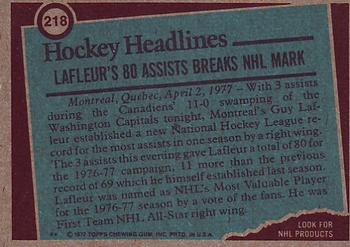 218
Hockey Headlines
LAFLEUR'S 80 ASSISTS BREAKS NHL MARK
Montreal, Quebec, April 2, 1977 - With 3 assists
during the Canadiens' 11-0 swamping of the
Washington Capitals tonight, Montreal's Guy Laf-
leur established a new National Hockey League re-
cord for the most assists in one season by a right wing.
The 3 assists this evening gave Lafleur a total of 80 for
the 1976-77 campaign, 11 more than the previous
record of 69 which he himself established last season.
Lafleur was named as NHL's Most Valuable Player
for the 1976-77 season by a vote of the fans. He was
First Team NHL All-Star right wing.
LOOK FOR
NHL PRODUCTS
** © 1977 TOPPS CHEWING GUM, INC. PRTD. IN U.S.A.